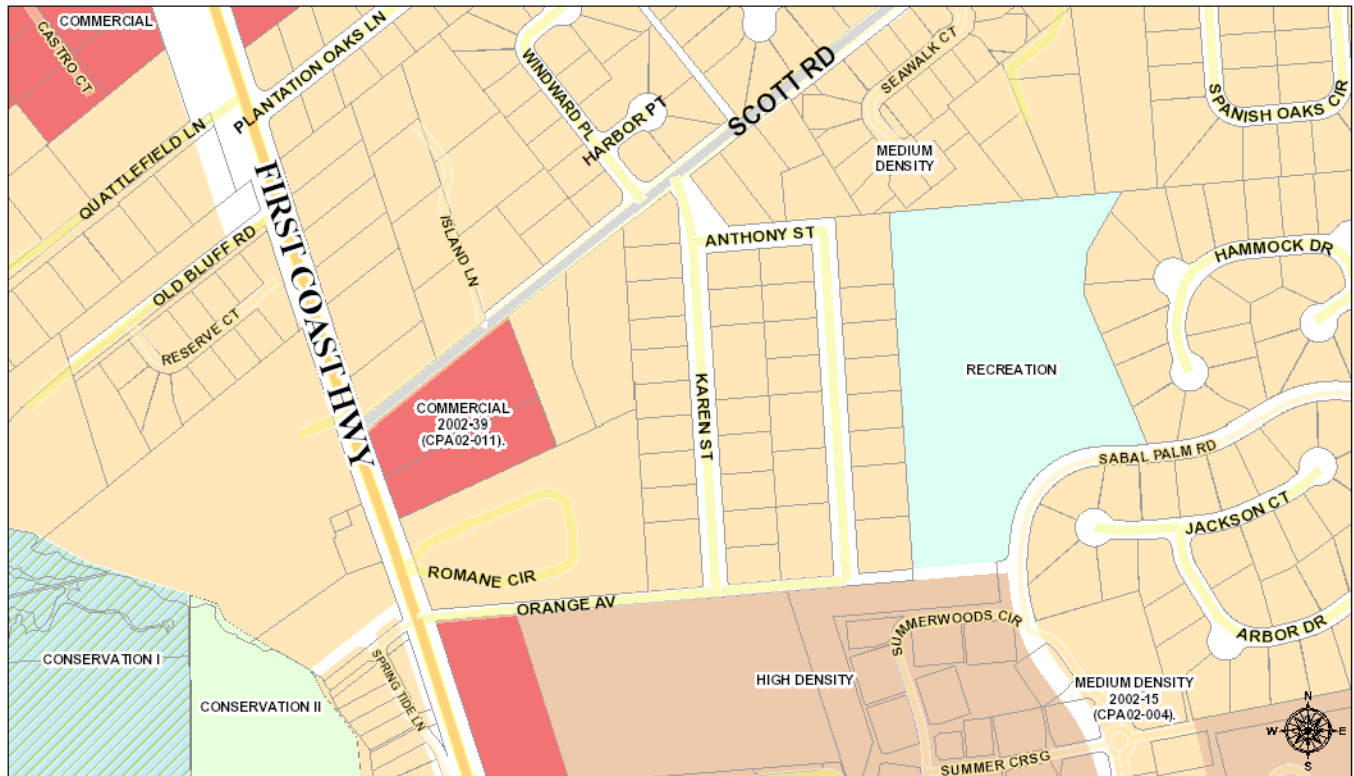 COMMERCIAL
CASTRO CT
PLANTATION OAKS LN
QUATTLEFIELD LN
OLD BLUFF RD
RESERVE CT
FIRST COAST HWY
ISLAND LN
WINDWARD PL
HARBOR PT
SCOTT RD
SEAWALK CT
MEDIUM
DENSITY
SPANISH OAKS CIR
ANTHONY ST
KAREN ST
HAMMOCK DR
RECREATION
COMMERCIAL
2002-39
(CPA02-011).
SABAL PALM RD
JACKSON CT
ARBOR DR
ROMANE CIR
ORANGE AV
SUMMERWOODS CIR
CONSERVATION I
CONSERVATION II
SPRING TIDE LN
HIGH DENSITY
MEDIUM DENSITY
2002-15
(CPA02-004).
SUMMER CRSG
N
W
E
S